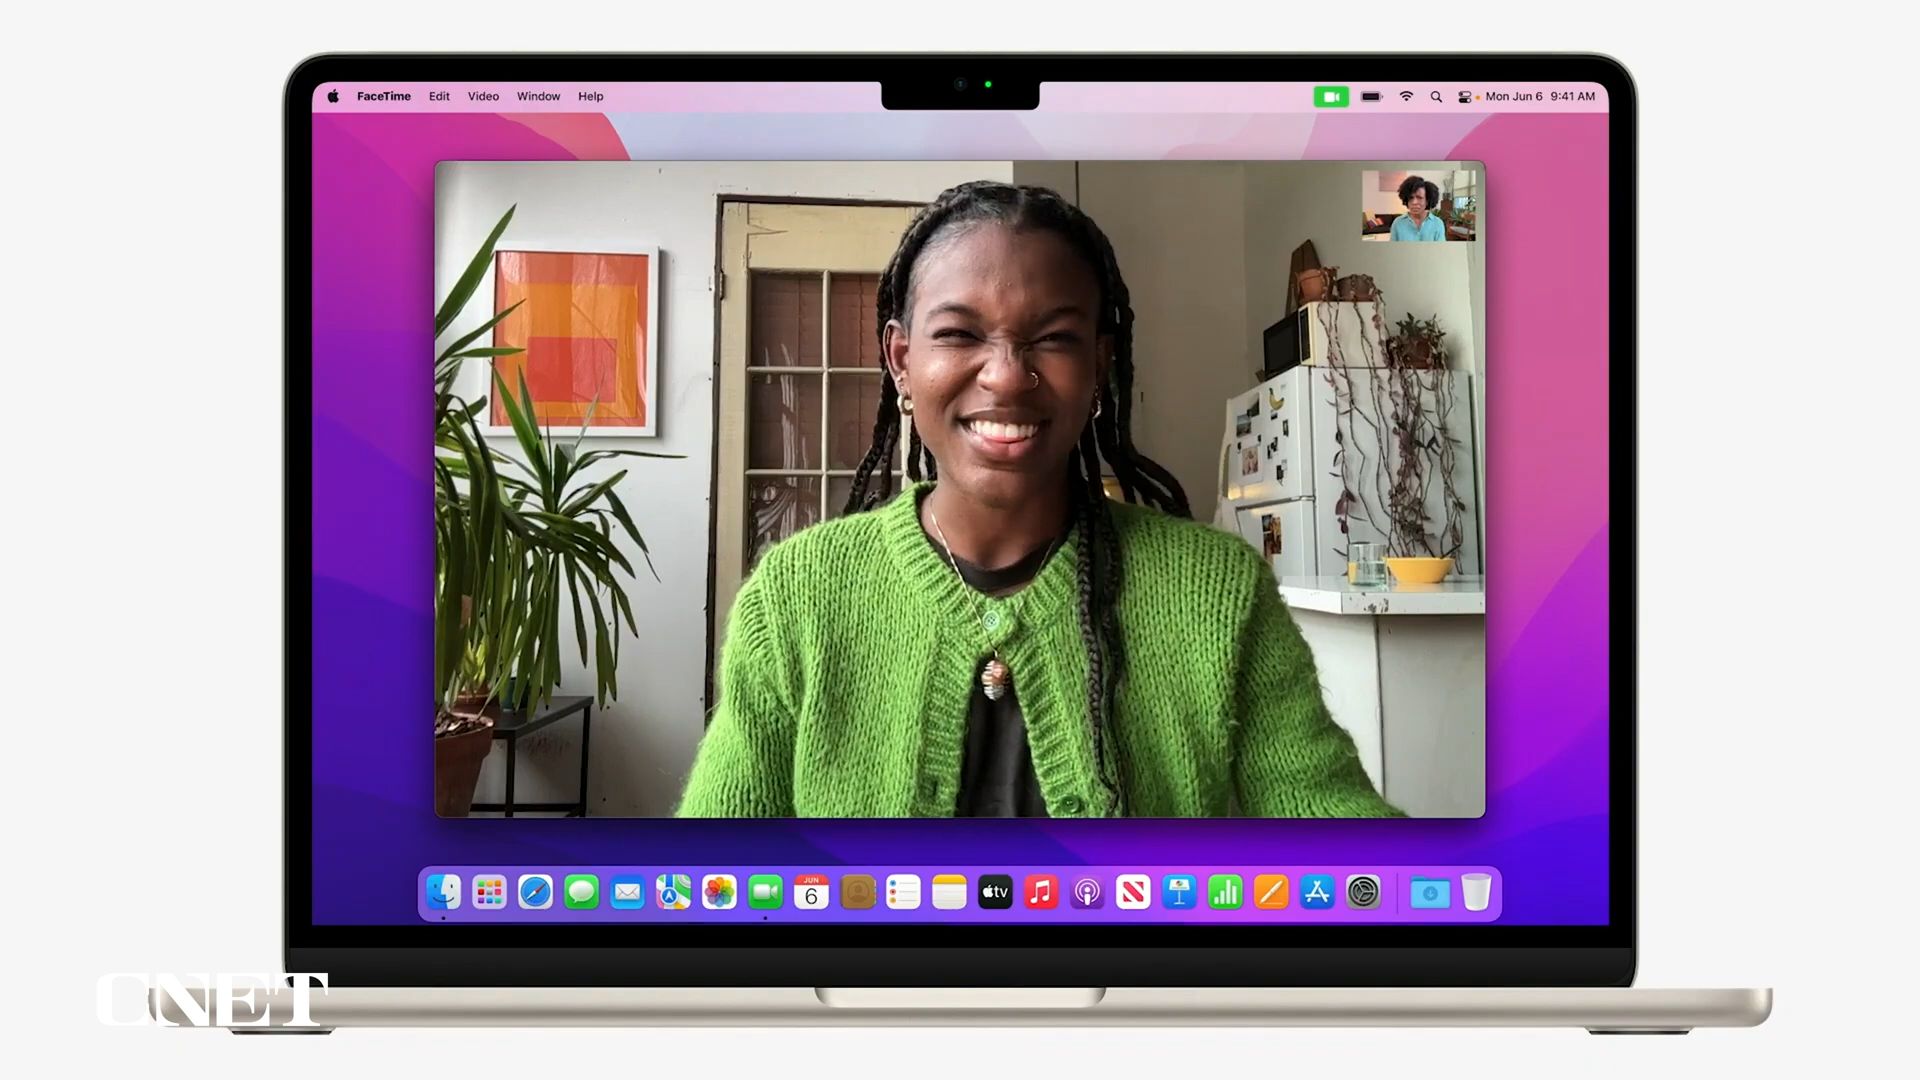 FaceTime Edit Video Window Help
Mon Jun 6 9:41 AM
JUN
6
tv
CNET